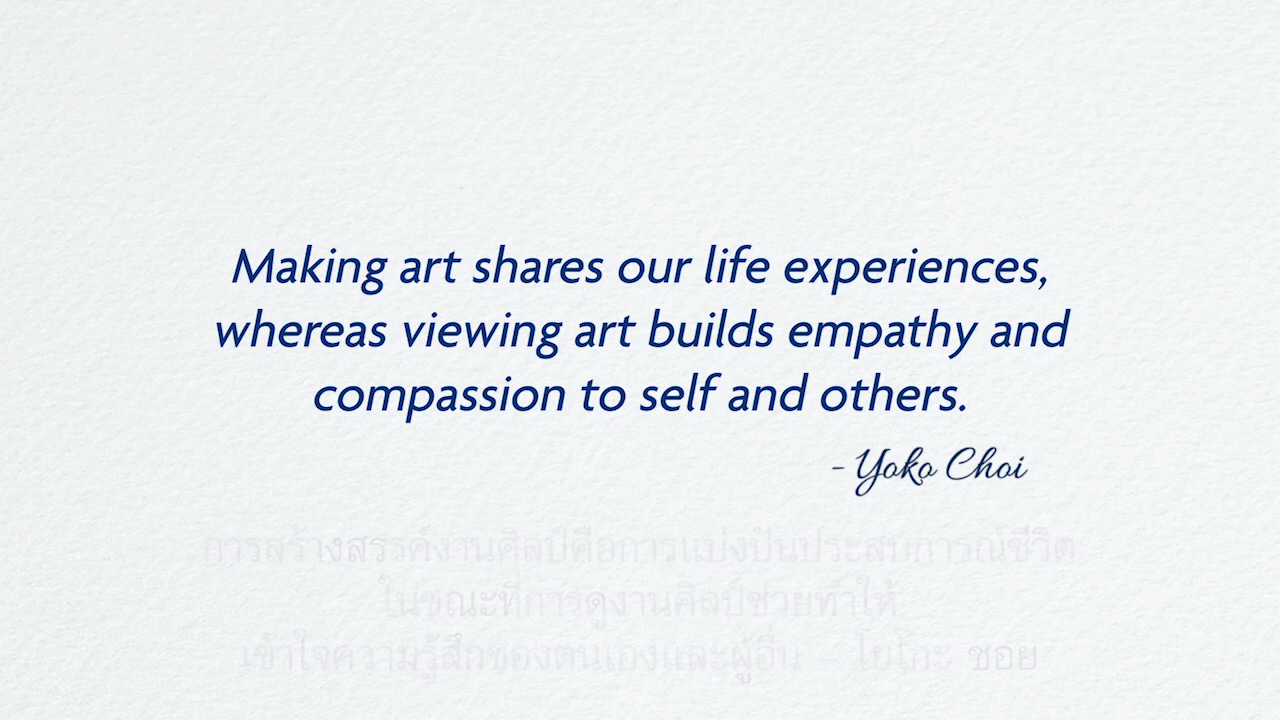 Making art shares our life experiences,
whereas viewing art builds empathy and
compassion to self and others.
- Yoko Choi
การสร้างสรรค์งานศิลป์คือการแบ่งปันประสบการณ์ชีวิต
ในขณะที่การดูงานศิลป์ช่วยทำให้
เข้าใจความรู้สึกของตนเองและผู้อื่น - โยโกะ ชอย